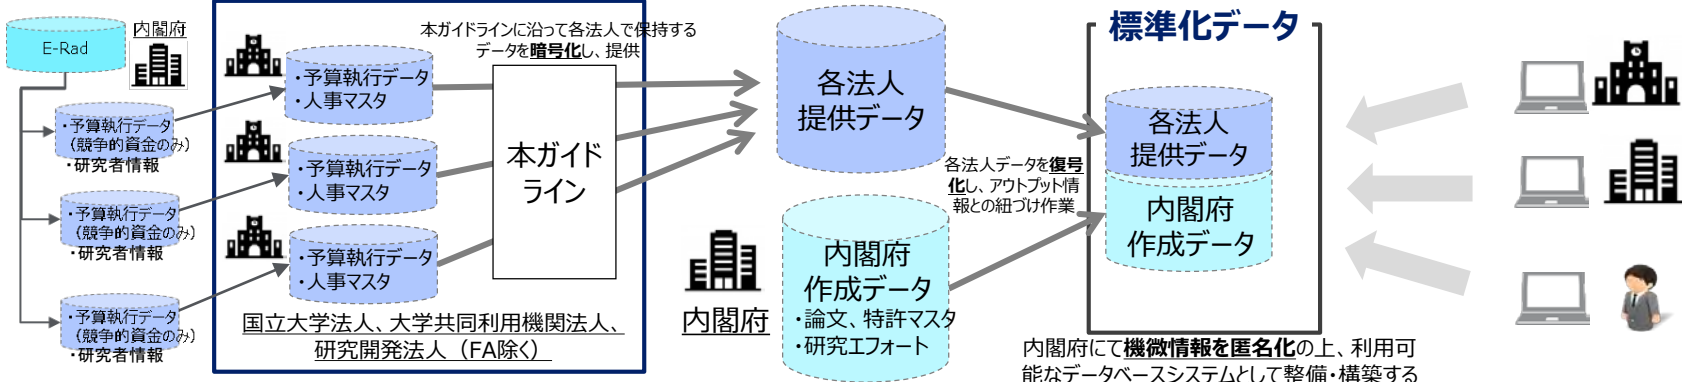 E-Rad
内閣府
・予算執行データ
(競争的資金のみ)
・研究者情報
・予算執行データ
(競争的資金のみ)
・研究者情報
・予算執行データ
(競争的資金のみ)
・研究者情報
・予算執行データ
・人事マスタ
・予算執行データ
・人事マスタ
・予算執行データ
・人事マスタ
国立大学法人、大学共同利用機関法人、
研究開発法人（FA除く）
本ガイドラインに沿って各法人で保持する
データを暗号化し、提供
本ガイド
ライン
各法人
提供データ
内閣府
内閣府
作成データ
・論文、特許マスタ
・研究エフォート
各法人データを復号
化し、アウトプット情
報との紐づけ作業
標準化データ
各法人
提供データ
内閣府
作成データ
内閣府にて機微情報を匿名化の上、利用可
能なデータベースシステムとして整備・構築する